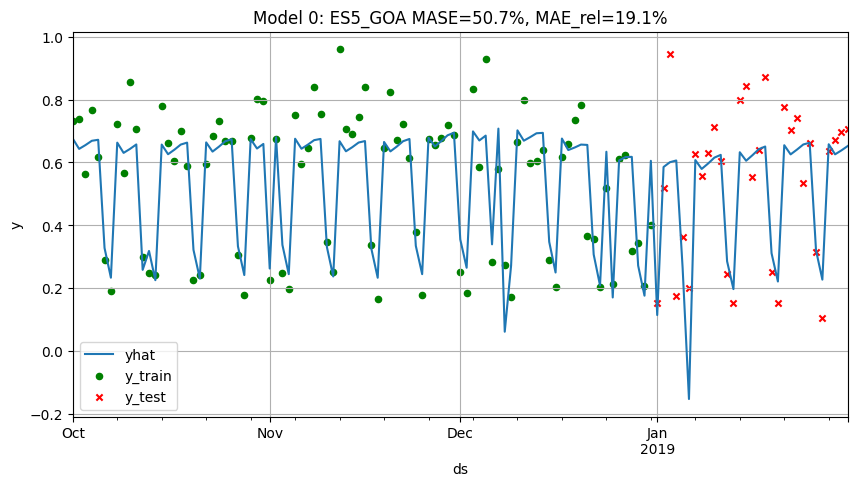 Model 0: ES5_GOA MASE=50.7%, MAE_rel=19.1%
1.0
0.8
0.6
0.4
0.2
0.0
−0.2
y
yhat
y_train
y_test
Oct
Nov
Dec
Jan
2019
ds